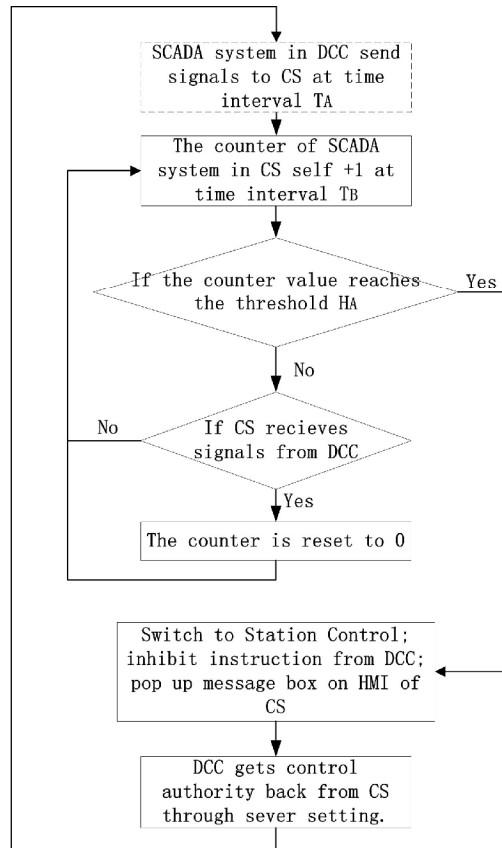 SCADA system in DCC send
signals to CS at time
interval TA
The counter of SCADA
system in CS self +1 at
time interval TB
If the counter value reaches
the threshold HA
Yes
No
If CS recieves
signals from DCC
No
Yes
The counter is reset to 0
Switch to Station Control;
inhibit instruction from DCC;
pop up message box on HMI of
CS
DCC gets control
authority back from CS
through sever setting.